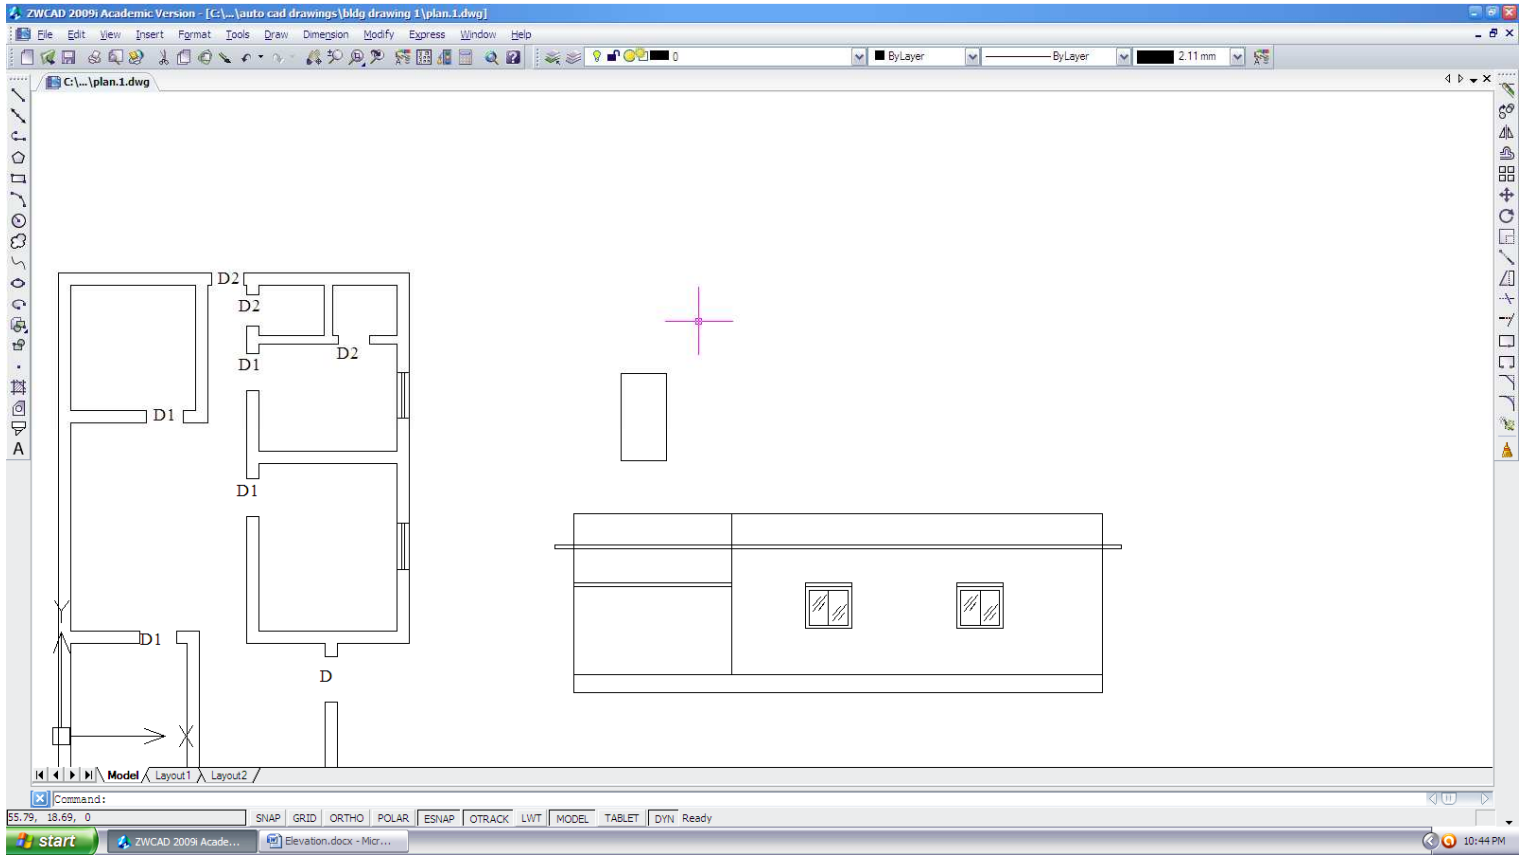 ZWCAD 2009i Academic Version - [C:\...\auto cad drawings\bldg drawing 1\plan.1.dwg]
File Edit View Insert Format Tools Draw Dimension Modify Express Window Help
0 ByLayer ByLayer 2.11 mm
C:\...\plan.1.dwg
A
D2
D2
D2
D1
D1
D1
D1
D
Y
X
Model Layout1 Layout2
Command:
55.79, 18.69, 0 SNAP GRID ORTHO POLAR ESNAP OTRACK LWT MODEL TABLET DYN Ready
start ZWCAD 2009i Acade... Elevation.docx - Micr... 10:44 PM